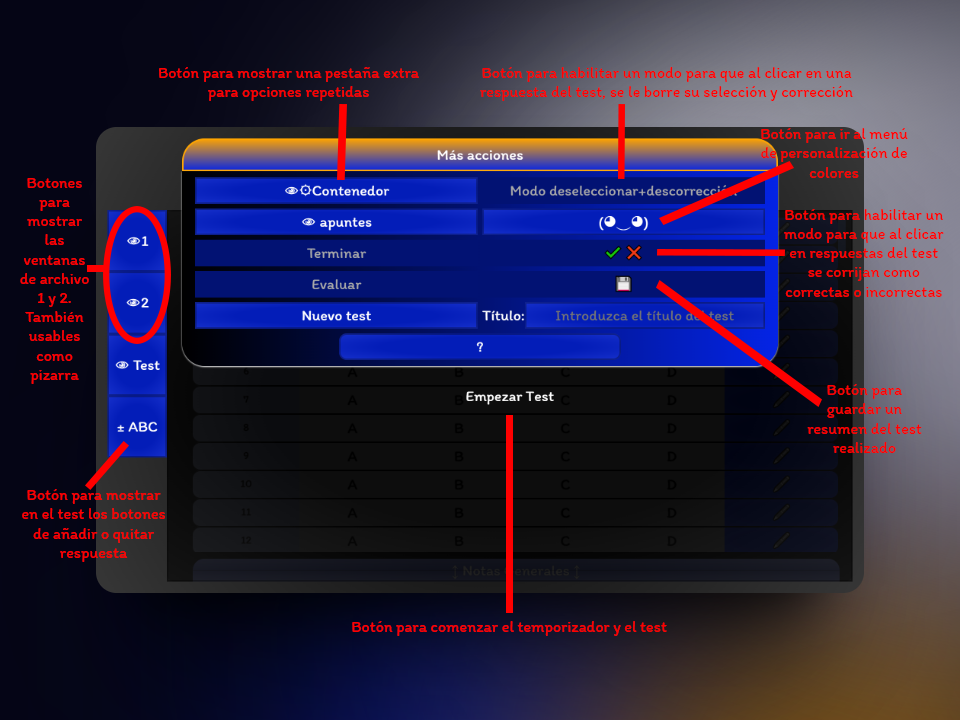 Botón para mostrar una pestaña extra
para opciones repetidas
Botón para habilitar un modo para que al clicar en una
respuesta del test, se le borre su selección y corrección
Botón para ir al menú
de personalización de
colores
Más acciones
Contenedor
Modo deseleccionar+descorrección
apuntes
(◕‿◕)
Terminar
✓ ✗
Evaluar
Nuevo test
Título:
Introduzca el título del test
?
Botones
para
mostrar
las
ventanas
de archivo
1 y 2.
También
usables
como
pizarra
1
2
Test
± ABC
Botón para habilitar un
modo para que al clicar
en respuestas del test
se corrijan como
correctas o incorrectas
Botón para
guardar un
resumen del test
realizado
Empezar Test
A B C D
7 A B C D
8 A B C D
9 A B C D
10 A B C D
11 A B C D
12 A B C D
↕ Notas Generales ↕
Botón para mostrar
en el test los botones
de añadir o quitar
respuesta
Botón para comenzar el temporizador y el test